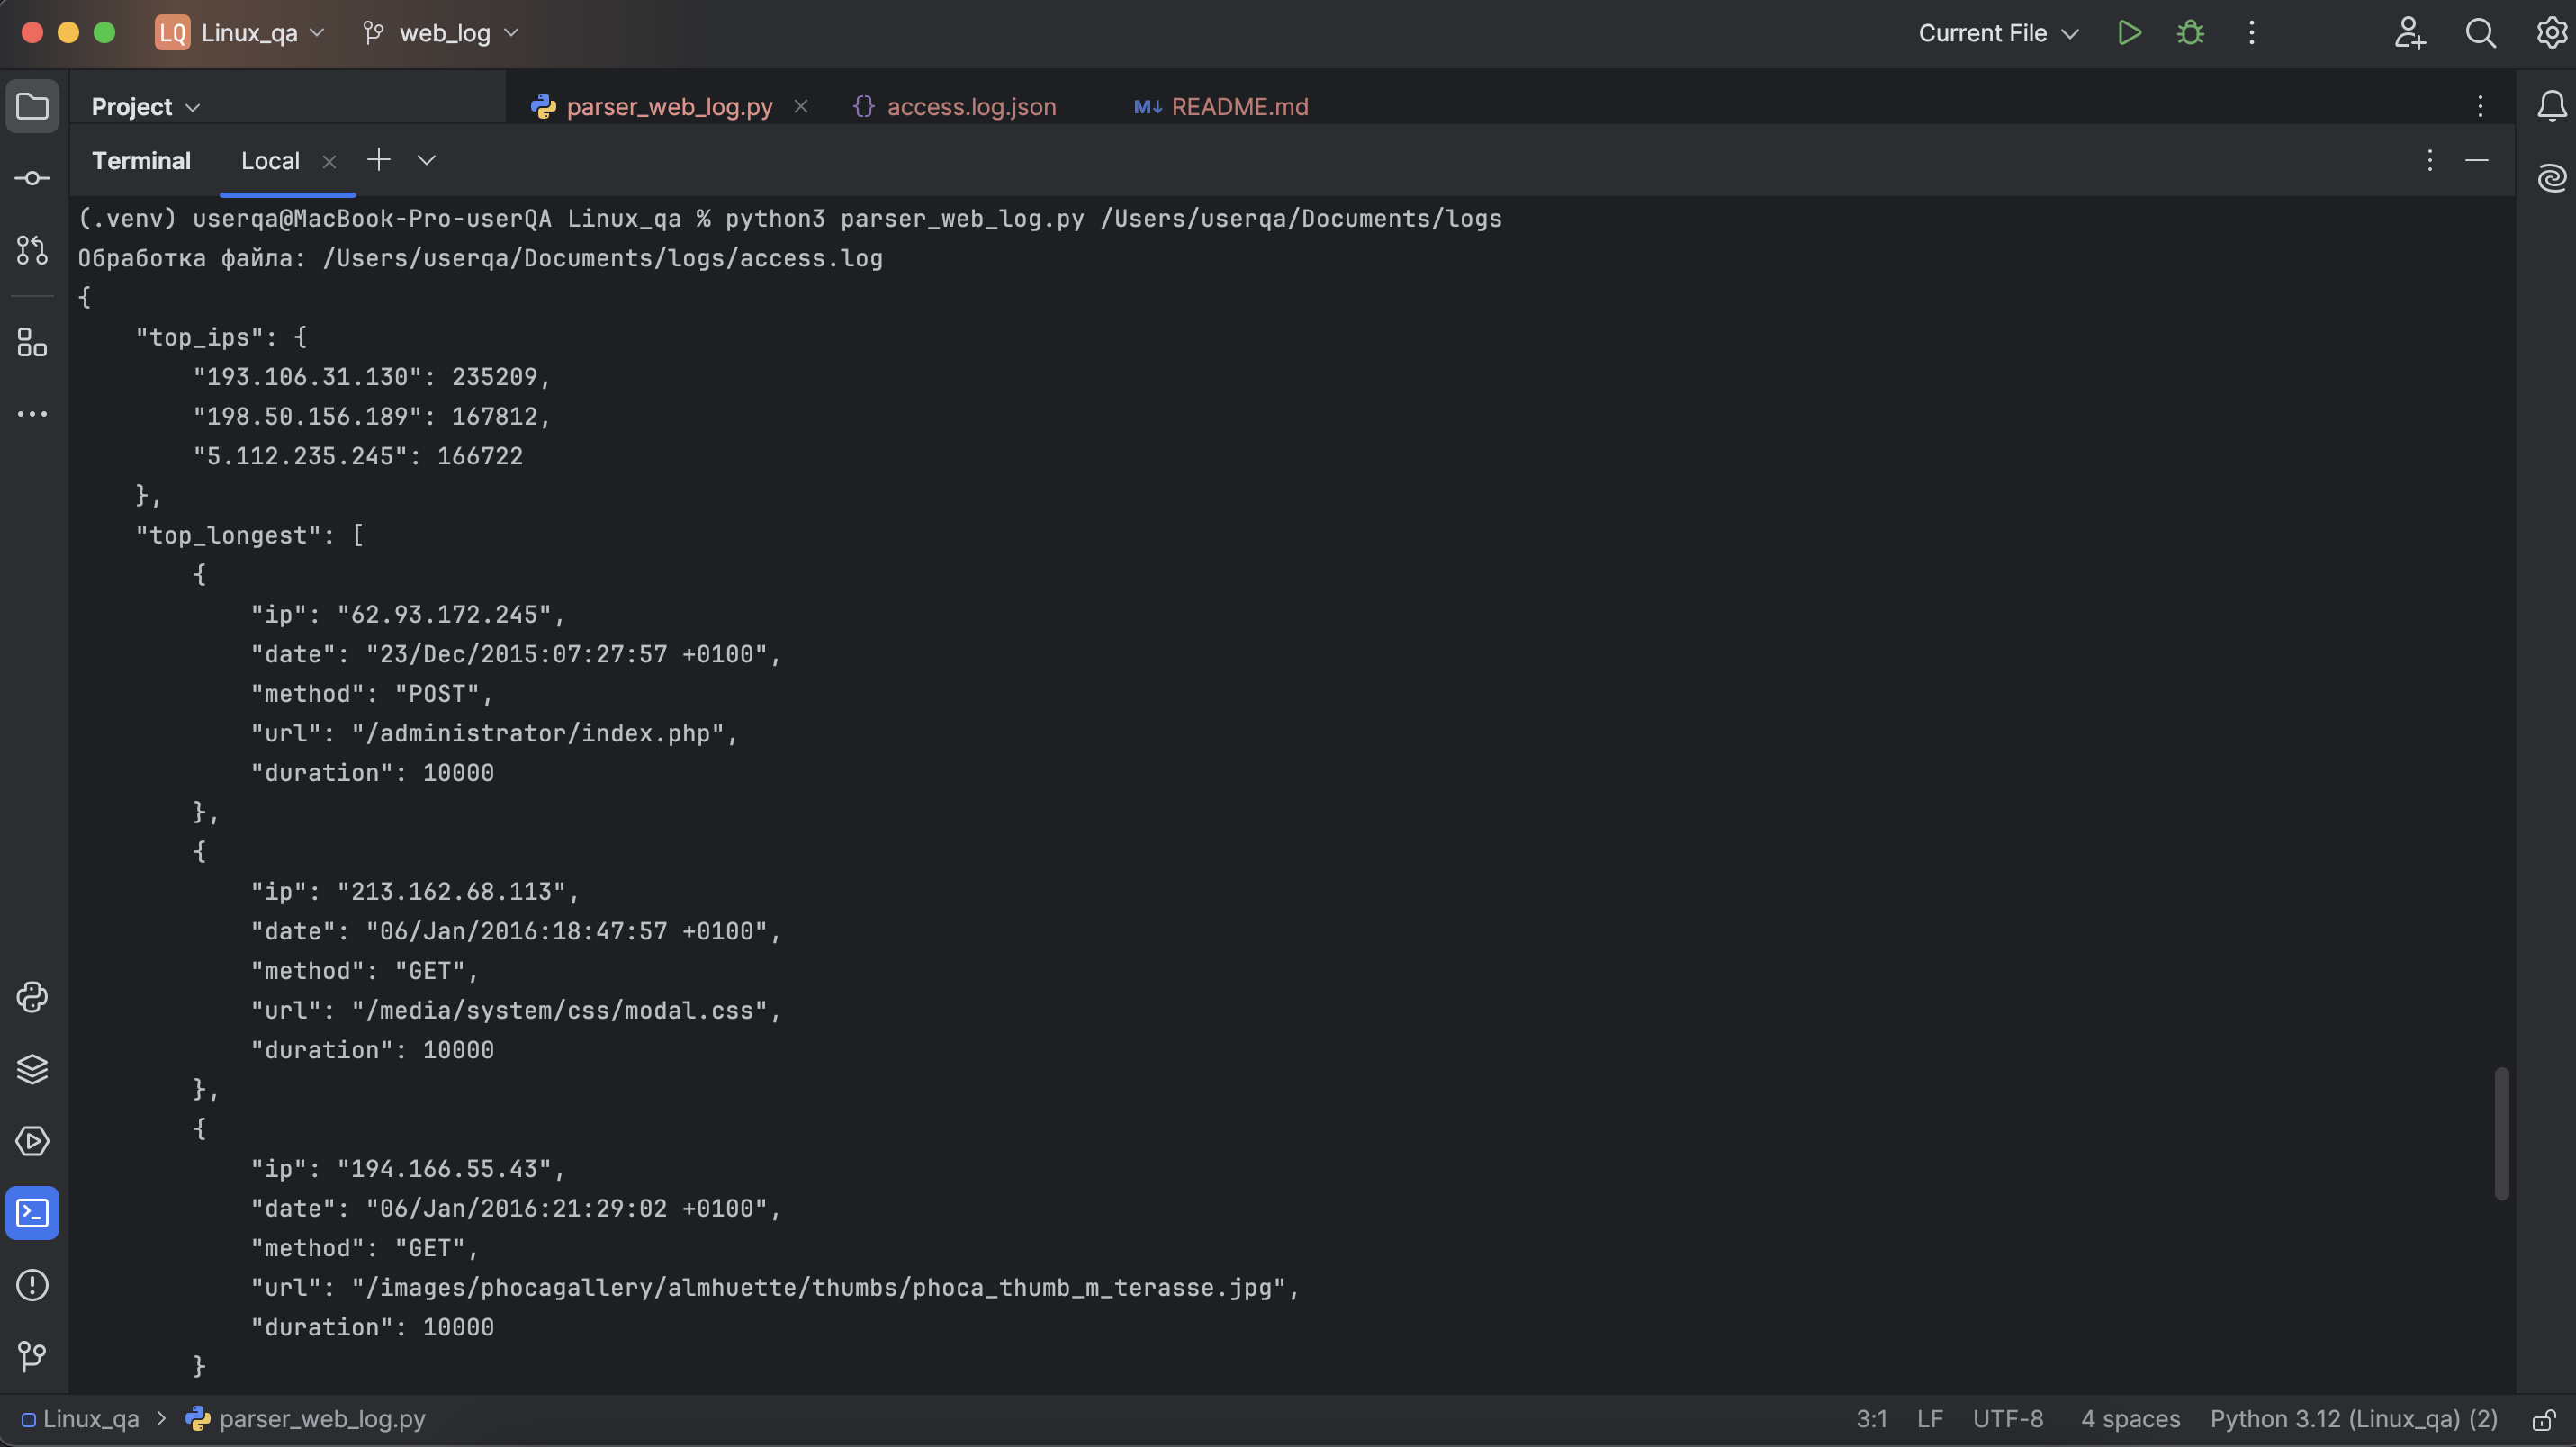 LQ Linux_qa web_log Current File
Project parser_web_log.py access.log.json M↓ README.md
Terminal Local
(.venv) userqa@MacBook-Pro-userQA Linux_qa % python3 parser_web_log.py /Users/userqa/Documents/logs
Обработка файла: /Users/userqa/Documents/logs/access.log
{
    "top_ips": {
        "193.106.31.130": 235209,
        "198.50.156.189": 167812,
        "5.112.235.245": 166722
    },
    "top_longest": [
        {
            "ip": "62.93.172.245",
            "date": "23/Dec/2015:07:27:57 +0100",
            "method": "POST",
            "url": "/administrator/index.php",
            "duration": 10000
        },
        {
            "ip": "213.162.68.113",
            "date": "06/Jan/2016:18:47:57 +0100",
            "method": "GET",
            "url": "/media/system/css/modal.css",
            "duration": 10000
        },
        {
            "ip": "194.166.55.43",
            "date": "06/Jan/2016:21:29:02 +0100",
            "method": "GET",
            "url": "/images/phocagallery/almhuette/thumbs/phoca_thumb_m_terasse.jpg",
            "duration": 10000
        }
Linux_qa > parser_web_log.py 3:1 LF UTF-8 4 spaces Python 3.12 (Linux_qa) (2)